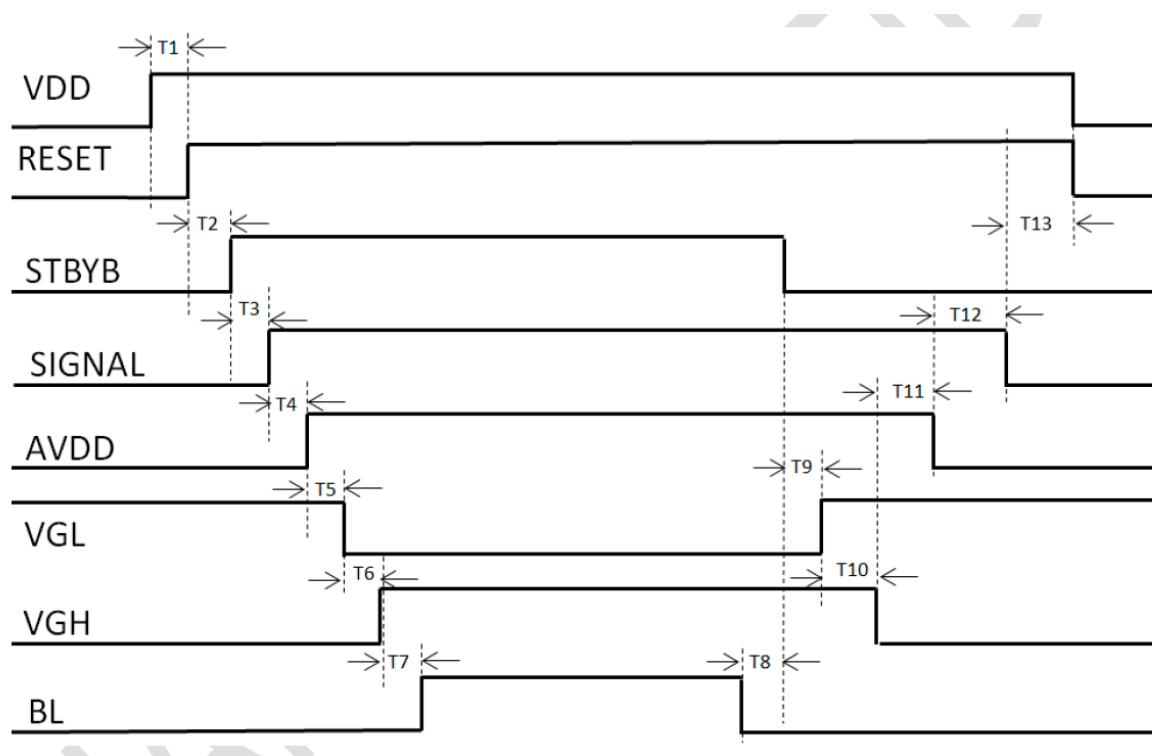 T1
VDD
RESET
T2
T13
STBYB
T3
T12
SIGNAL
T4
T11
AVDD
T9
T5
VGL
T6
T10
VGH
T7
T8
BL